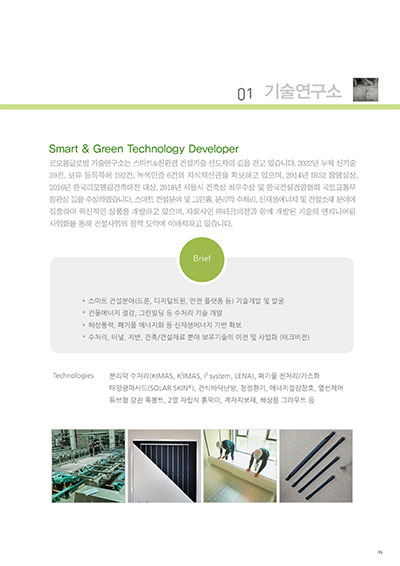 01 기술연구소
Smart & Green Technology Developer
코오롱글로벌 기술연구소는 스마트&친환경 건설기술 선도자의 길을 걷고 있습니다. 2022년 누적 신기술
39건, 보유 등록특허 192건, 녹색인증 6건의 지식재산권을 확보하고 있으며, 2014년 IR52 장영실상,
2016년 한국리모델링건축대전 대상, 2018년 서울시 건축상 최우수상 및 한국건설경영협회 국토교통부
장관상 등을 수상하였습니다. 스마트 건설분야 및 그린홈, 분리막 수처리, 신재생에너지 및 건설소재 분야에
집중하여 혁신적인 상품을 개발하고 있으며, 자회사인 ㈜테크비전과 함께 개발된 기술의 엔지니어링
사업화를 통해 건설사업의 질적 도약에 이바지하고 있습니다.
Brief
스마트 건설분야(드론, 디지털트윈, 안전 플랫폼 등) 기술개발 및 발굴
건물에너지 절감, 그린빌딩 등 수처리 기술 개발
해상풍력, 폐기물 에너지화 등 신재생에너지 기반 확보
수처리, 터널, 지반, 건축/건설재료 분야 보유기술의 이전 및 사업화 (테크비전)
Technologies 분리막 수처리(KIMAS, K²IMAS, I³ system, LENA), 폐기물 전처리/가스화
태양광파사드(SOLAR SKIN®), 건식바닥난방, 청정환기, 에너지절감창호, 열선제어
튜브형 강관 록볼트, 2열 자립식 흙막이, 격자지보재, 해상용 그라우트 등